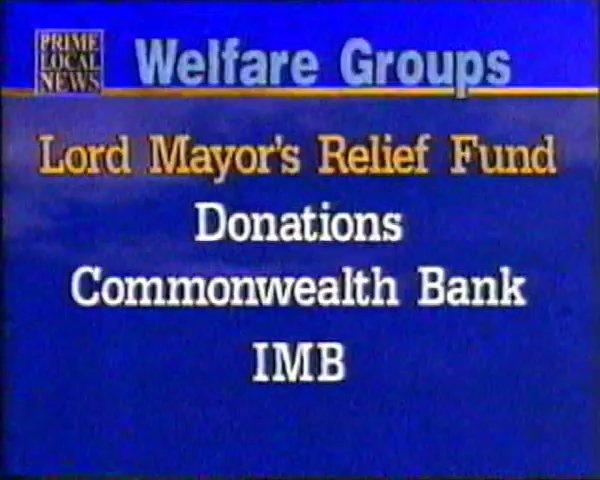 PRIME
LOCAL
NEWS
Welfare Groups
Lord Mayor's Relief Fund
Donations
Commonwealth Bank
IMB